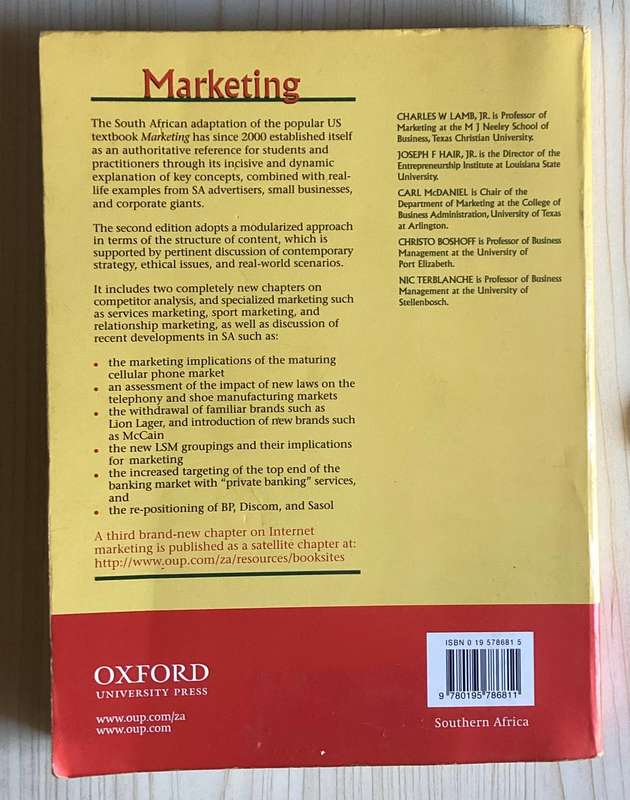 Marketing
The South African adaptation of the popular US
textbook Marketing has since 2000 established itself
as an authoritative reference for students and
practitioners through its incisive and dynamic
explanation of key concepts, combined with real-
life examples from SA advertisers, small businesses,
and corporate giants.
The second edition adopts a modularized approach
in terms of the structure of content, which is
supported by pertinent discussion of contemporary
strategy, ethical issues, and real-world scenarios.
It includes two completely new chapters on
competitor analysis, and specialized marketing such
as services marketing, sport marketing, and
relationship marketing, as well as discussion of
recent developments in SA such as:
• the marketing implications of the maturing
cellular phone market
• an assessment of the impact of new laws on the
telephony and shoe manufacturing markets
• the withdrawal of familiar brands such as
Lion Lager, and introduction of new brands such
as McCain
• the new LSM groupings and their implications
for marketing
• the increased targeting of the top end of the
banking market with “private banking” services,
and
• the re-positioning of BP, Discom, and Sasol
A third brand-new chapter on Internet
marketing is published as a satellite chapter at:
http://www.oup.com/za/resources/booksites
CHARLES W LAMB, JR. is Professor of
Marketing at the M J Neeley School of
Business, Texas Christian University.
JOSEPH F HAIR, JR. is the Director of the
Entrepreneurship Institute at Louisiana State
University.
CARL McDANIEL is Chair of the
Department of Marketing at the College of
Business Administration, University of Texas
at Arlington.
CHRISTO BOSHOFF is Professor of Business
Management at the University of
Port Elizabeth.
NIC TERBLANCHE is Professor of Business
Management at the University of
Stellenbosch.
OXFORD
UNIVERSITY PRESS
www.oup.com/za
www.oup.com
ISBN 0 19 578681 5
9 780195 786811
Southern Africa